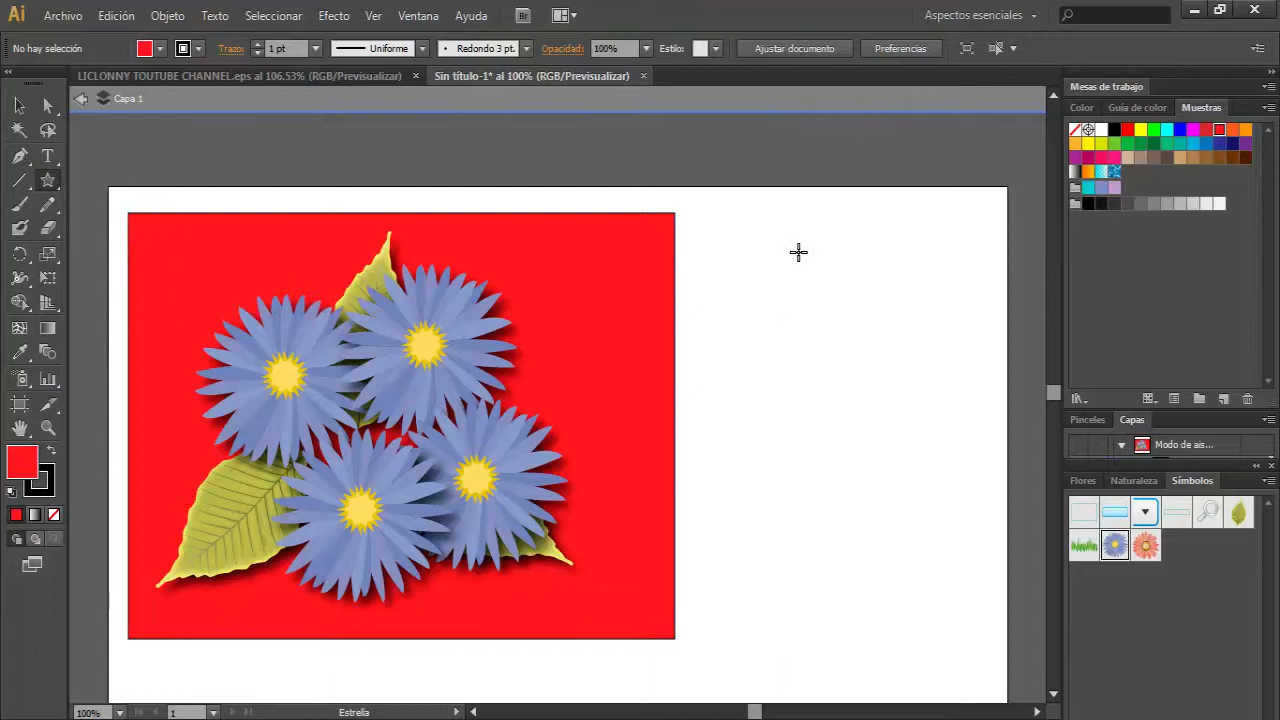 Ai Archivo Edición Objeto Texto Seleccionar Efecto Ver Ventana Ayuda Br Aspectos esenciales
No hay selección Trazo: 1 pt Uniforme Redondo 3 pt. Opacidad: 100% Estilo: Ajustar documento Preferencias
LICLONNY TOUTUBE CHANNEL.eps al 106.53% (RGB/Previsualizar) × Sin título-1* al 100% (RGB/Previsualizar) ×
Capa 1
Mesas de trabajo
Color Guía de color Muestras
Pinceles Capas
Modo de ais...
Flores Naturaleza Símbolos
100% 1 Estrella